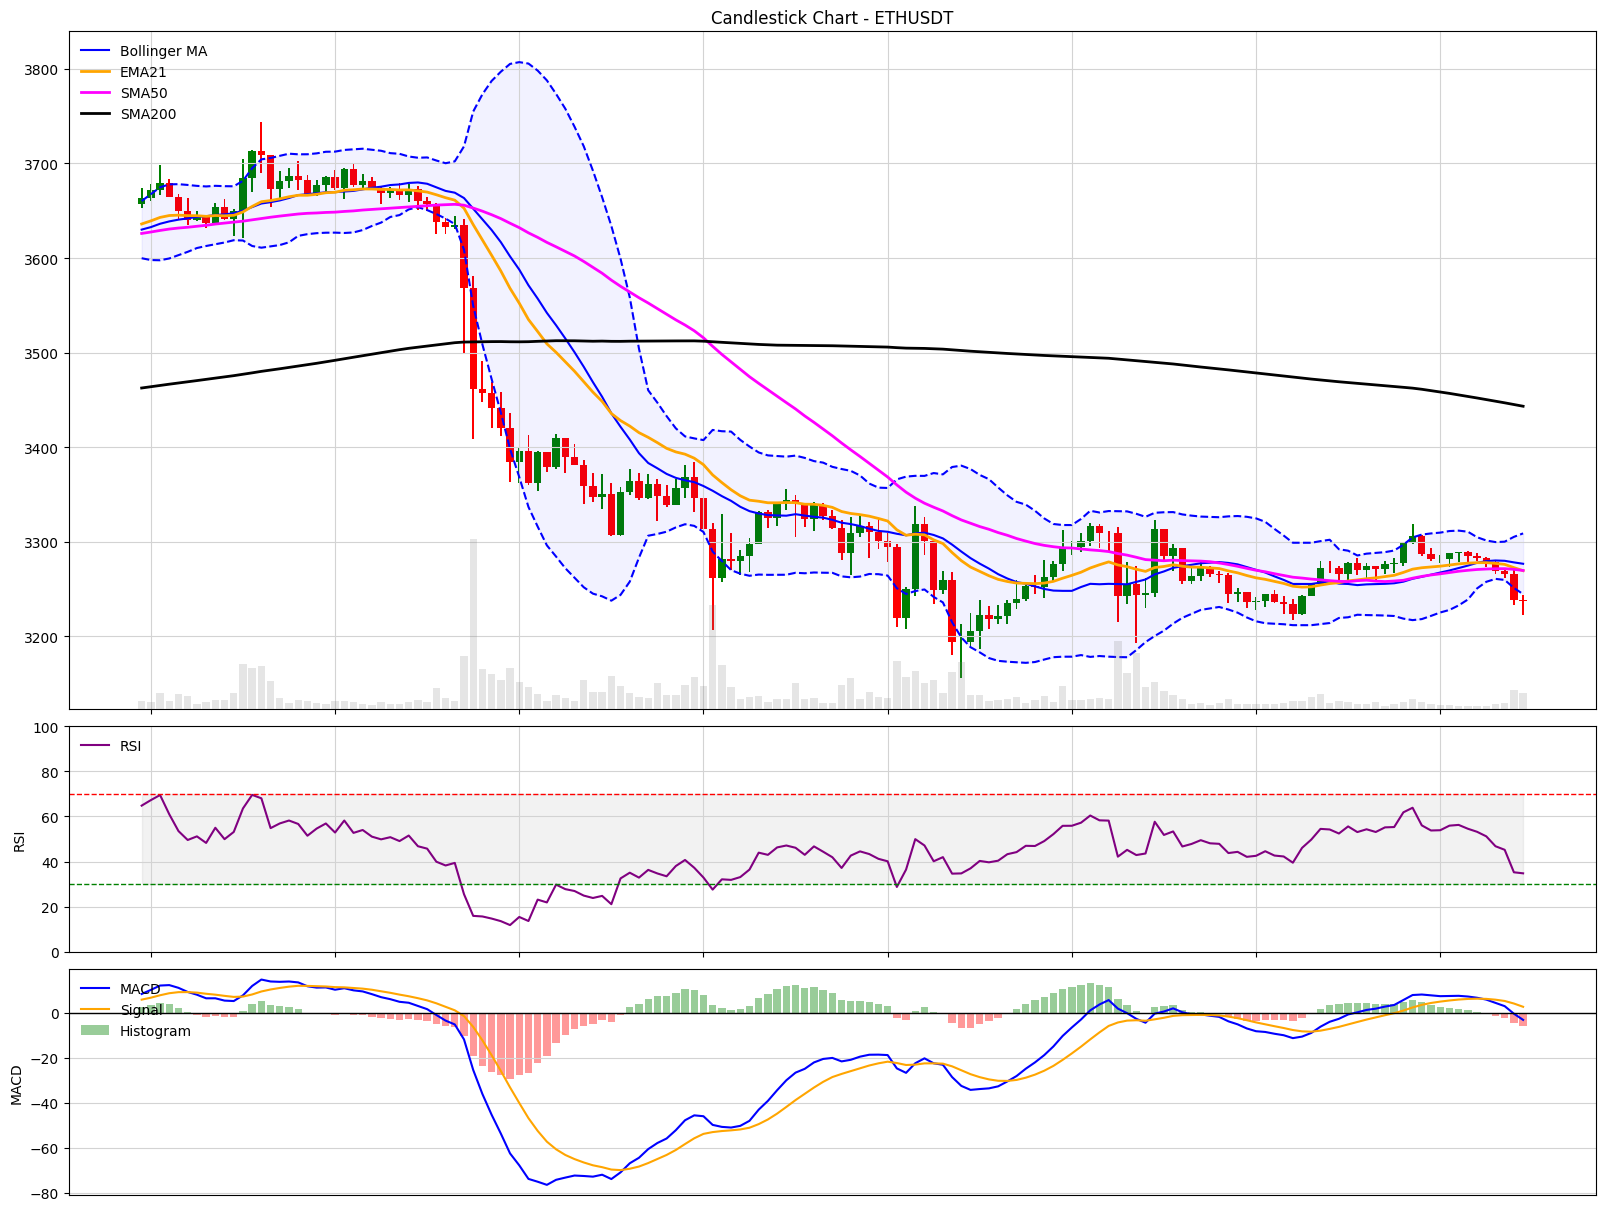 Candlestick Chart - ETHUSDT
Bollinger MA
EMA21
SMA50
SMA200
3800
3700
3600
3500
3400
3300
3200
RSI
100
80
60
40
20
0
RSI
MACD
Signal
Histogram
0
−20
−40
−60
−80
MACD